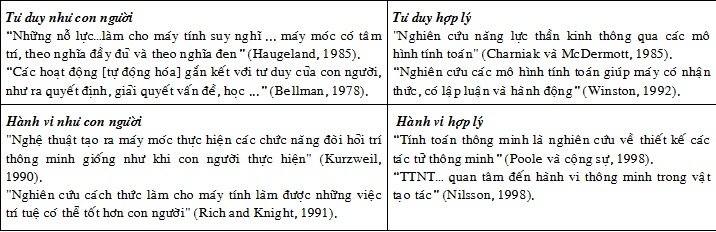 Tư duy như con người
"Những nỗ lực...làm cho máy tính suy nghĩ ... máy móc có tâm
trí, theo nghĩa đầy đủ và theo nghĩa đen" (Haugeland, 1985).
"Các hoạt động [tự động hóa] gắn kết với tư duy của con người,
như ra quyết định, giải quyết vấn đề, học ..." (Bellman, 1978).
Tư duy hợp lý
"Nghiên cứu năng lực thần kinh thông qua các mô
hình tính toán" (Charniak và McDermott, 1985).
"Nghiên cứu các mô hình tính toán giúp máy có nhận
thức, có lập luận và hành động" (Winston, 1992).
Hành vi như con người
"Nghệ thuật tạo ra máy móc thực hiện các chức năng đòi hỏi trí
thông minh giống như khi con người thực hiện" (Kurzweil,
1990).
"Nghiên cứu cách thức làm cho máy tính làm được những việc
trí tuệ có thể tốt hơn con người" (Rich and Knight, 1991).
Hành vi hợp lý
"Tính toán thông minh là nghiên cứu về thiết kế các
tác tử thông minh" (Poole và cộng sự, 1998).
"TTNT... quan tâm đến hành vi thông minh trong vật
tạo tác" (Nilsson, 1998).